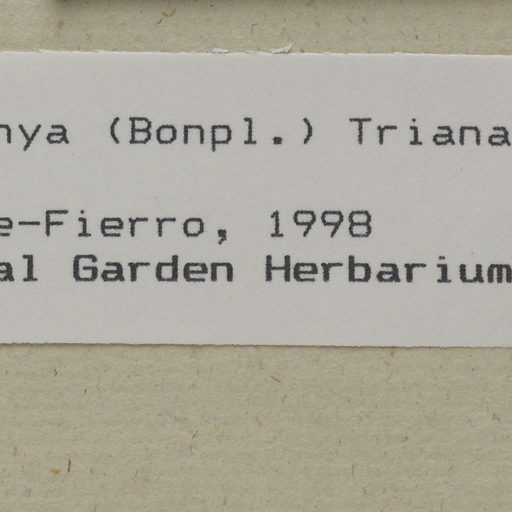 nya (Bonpl.) Triana
e-Fierro, 1998
al Garden Herbarium